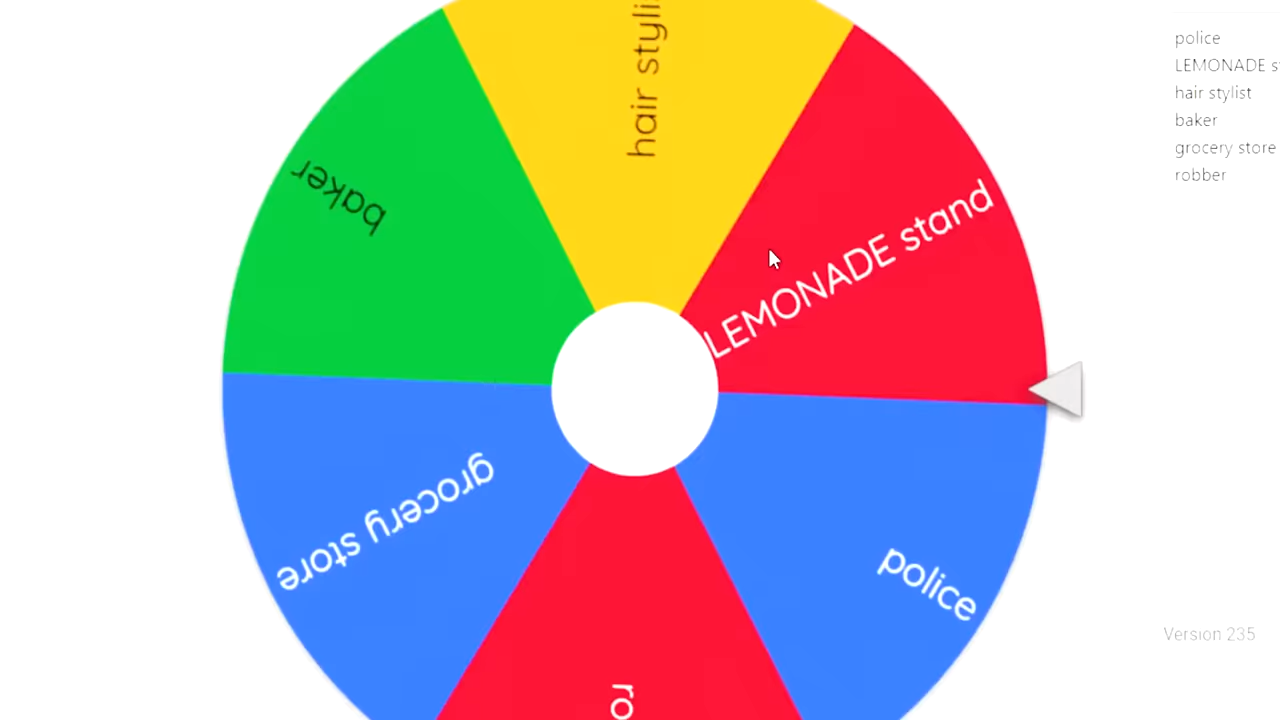 hair styli
baker
LEMONADE stand
grocery store
police
ro
police
LEMONADE s
hair stylist
baker
grocery store
robber
Version 235